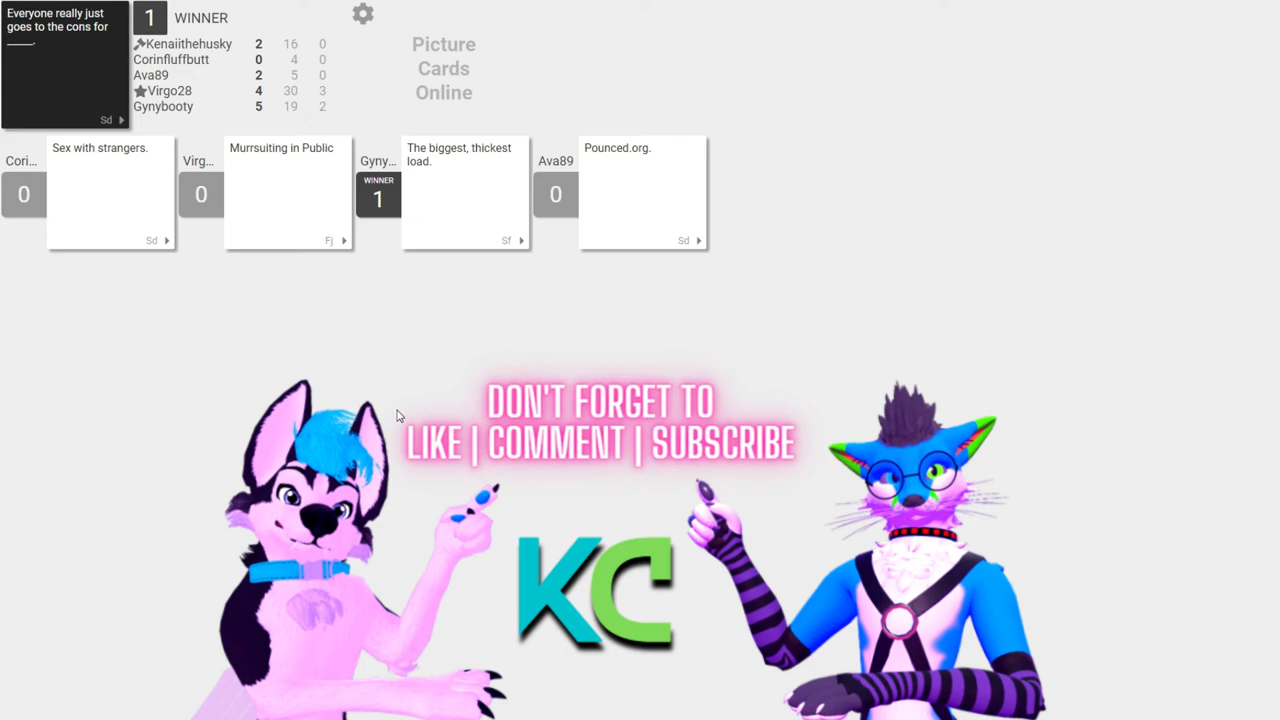 Everyone really just
goes to the cons for
_____.
Sd
1 WINNER
Kenaiithehusky 2 16 0
Corinfluffbutt 0 4 0
Ava89 2 5 0
Virgo28 4 30 3
Gynybooty 5 19 2
Picture
Cards
Online
Cori...
0
Sex with strangers.
Sd
Virg...
0
Murrsuiting in Public
Fj
Gyny...
WINNER
1
The biggest, thickest
load.
Sf
Ava89
0
Pounced.org.
Sd
DON'T FORGET TO
LIKE | COMMENT | SUBSCRIBE
KC